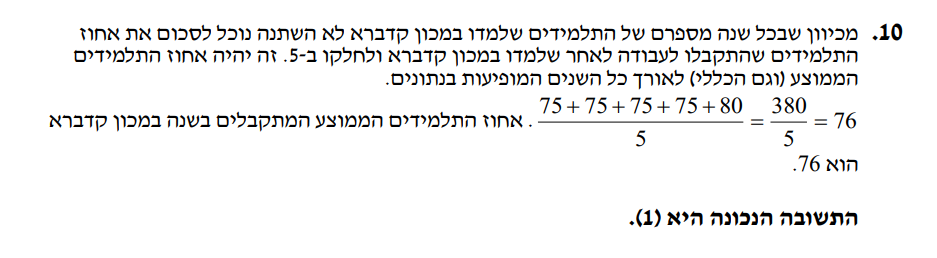 10. מכיוון שבכל שנה מספרם של התלמידים שלמדו במכון קדברא לא השתנה נוכל לסכום את אחוז
התלמידים שהתקבלו לעבודה לאחר שלמדו במכון קדברא ולחלקו ב-5. זה יהיה אחוז התלמידים
הממוצע (וגם הכללי) לאורך כל השנים המופיעות בנתונים.
(75 + 75 + 75 + 75 + 80)/5 = 380/5 = 76 . אחוז התלמידים הממוצע המתקבלים בשנה במכון קדברא
הוא 76.
התשובה הנכונה היא (1).